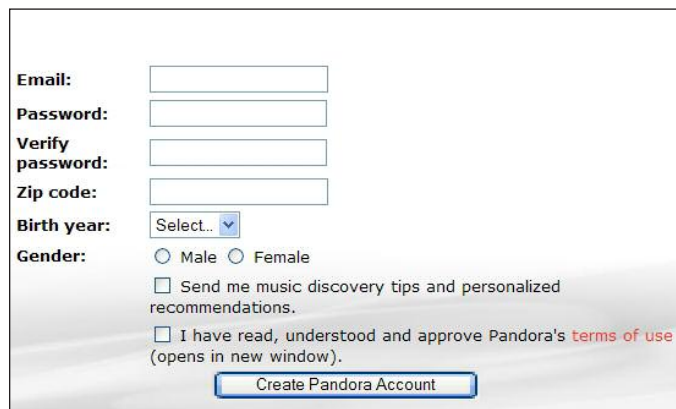 Email:
Password:
Verify
password:
Zip code:
Birth year:
Select...
Gender:
Male Female
Send me music discovery tips and personalized
recommendations.
I have read, understood and approve Pandora's terms of use
(opens in new window).
Create Pandora Account